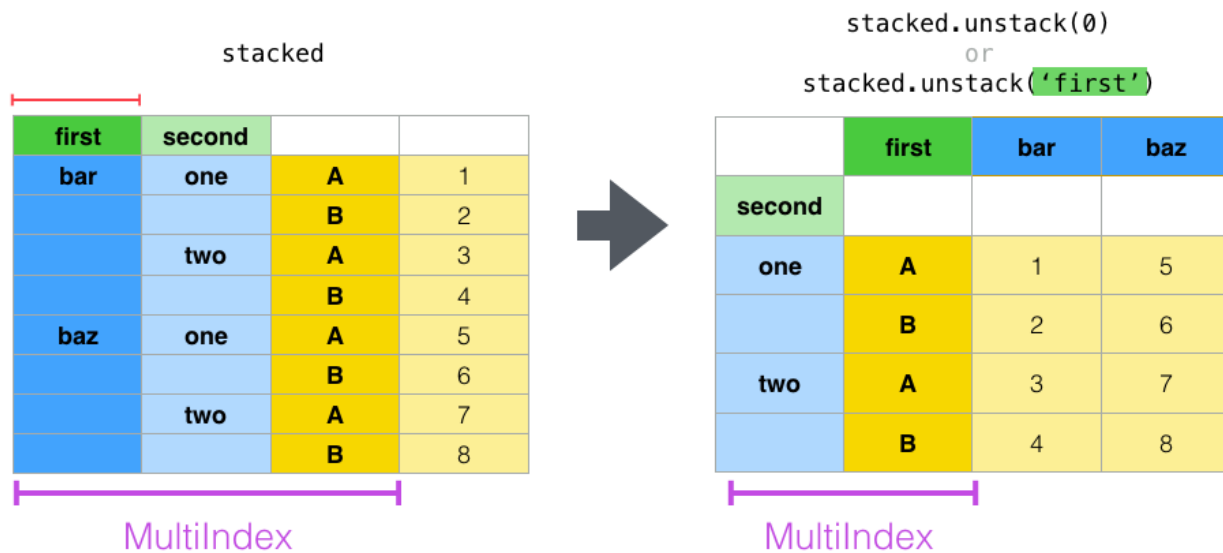 stacked
first second
bar one A 1
B 2
two A 3
B 4
baz one A 5
B 6
two A 7
B 8
MultiIndex
stacked.unstack(0)
or
stacked.unstack(‘first’)
first bar baz
second
one A 1 5
B 2 6
two A 3 7
B 4 8
MultiIndex